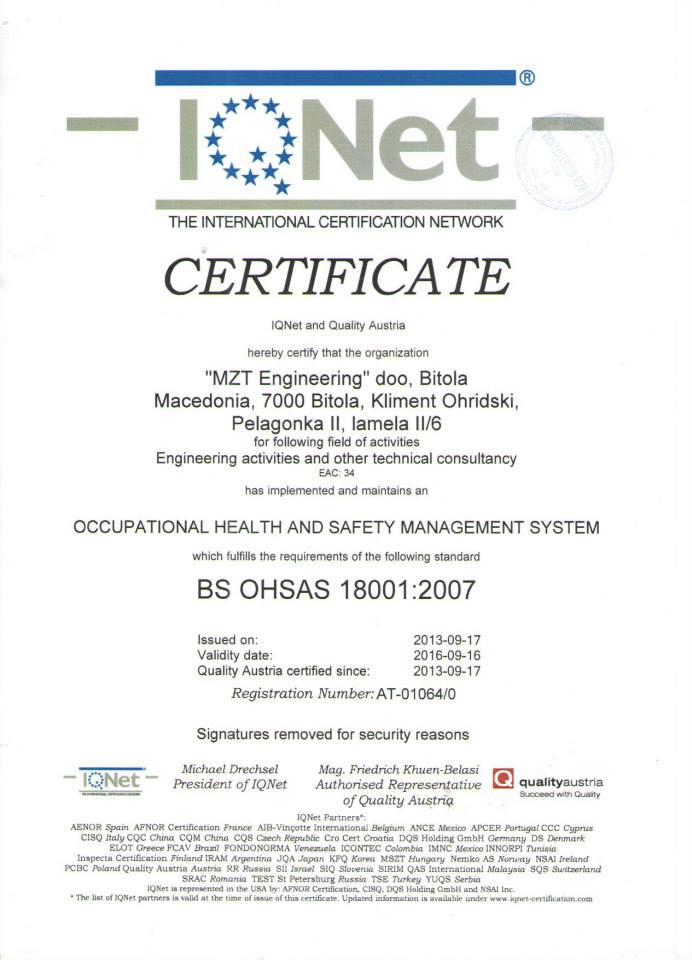 IQNet ®
THE INTERNATIONAL CERTIFICATION NETWORK
CERTIFICATE
IQNet and Quality Austria
hereby certify that the organization
"MZT Engineering" doo, Bitola
Macedonia, 7000 Bitola, Kliment Ohridski,
Pelagonka II, lamela II/6
for following field of activities
Engineering activities and other technical consultancy
EAC: 34
has implemented and maintains an
OCCUPATIONAL HEALTH AND SAFETY MANAGEMENT SYSTEM
which fulfills the requirements of the following standard
BS OHSAS 18001:2007
Issued on: 2013-09-17
Validity date: 2016-09-16
Quality Austria certified since: 2013-09-17
Registration Number: AT-01064/0
Signatures removed for security reasons
IQNet
THE INTERNATIONAL CERTIFICATION NETWORK
Michael Drechsel
President of IQNet
Mag. Friedrich Khuen-Belasi
Authorised Representative
of Quality Austria
Q qualityaustria
Succeed with Quality
IQNet Partners*:
AENOR Spain AFNOR Certification France AIB-Vinçotte International Belgium ANCE Mexico APCER Portugal CCC Cyprus
CISQ Italy CQC China CQM China CQS Czech Republic Cro Cert Croatia DQS Holding GmbH Germany DS Denmark
ELOT Greece FCAV Brazil FONDONORMA Venezuela ICONTEC Colombia IMNC Mexico INNORPI Tunisia
Inspecta Certification Finland IRAM Argentina JQA Japan KFQ Korea MSZT Hungary Nemko AS Norway NSAI Ireland
PCBC Poland Quality Austria Austria RR Russia SII Israel SIQ Slovenia SIRIM QAS International Malaysia SQS Switzerland
SRAC Romania TEST St Petersburg Russia TSE Turkey YUQS Serbia
IQNet is represented in the USA by: AFNOR Certification, CISQ, DQS Holding GmbH and NSAI Inc.
* The list of IQNet partners is valid at the time of issue of this certificate. Updated information is available under www.iqnet-certification.com